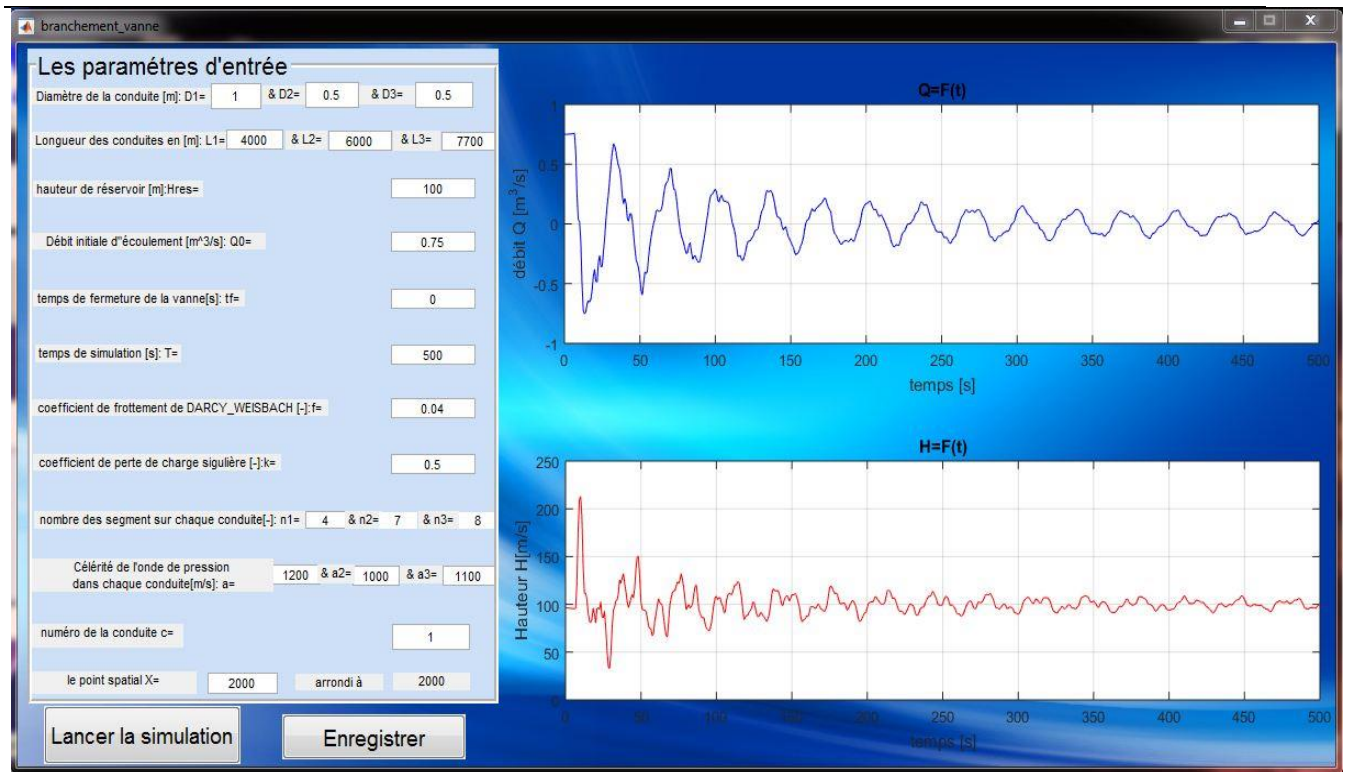 branchement_vanne
Les paramétres d'entrée
Diamètre de la conduite [m]: D1= 1 & D2= 0.5 & D3= 0.5
Longueur des conduites en [m]: L1= 4000 & L2= 6000 & L3= 7700
hauteur de réservoir [m]:Hres= 100
Débit initiale d"écoulement [m^3/s]: Q0= 0.75
temps de fermeture de la vanne[s]: tf= 0
temps de simulation [s]: T= 500
coefficient de frottement de DARCY_WEISBACH [-]:f= 0.04
coefficient de perte de charge sigulière [-]:k= 0.5
nombre des segment sur chaque conduite[-]: n1= 4 & n2= 7 & n3= 8
Célérité de l'onde de pression
dans chaque conduite[m/s]: a= 1200 & a2= 1000 & a3= 1100
numéro de la conduite c= 1
le point spatial X= 2000 arrondi à 2000
Lancer la simulation
Enregistrer
Q=F(t)
débit Q [m³/s]
1
0.5
0
-0.5
-1
0 50 100 150 200 250 300 350 400 450 500
temps [s]
H=F(t)
Hauteur H[m/s]
250
200
150
100
50
0
0 50 100 150 200 250 300 350 400 450 500
temps [s]